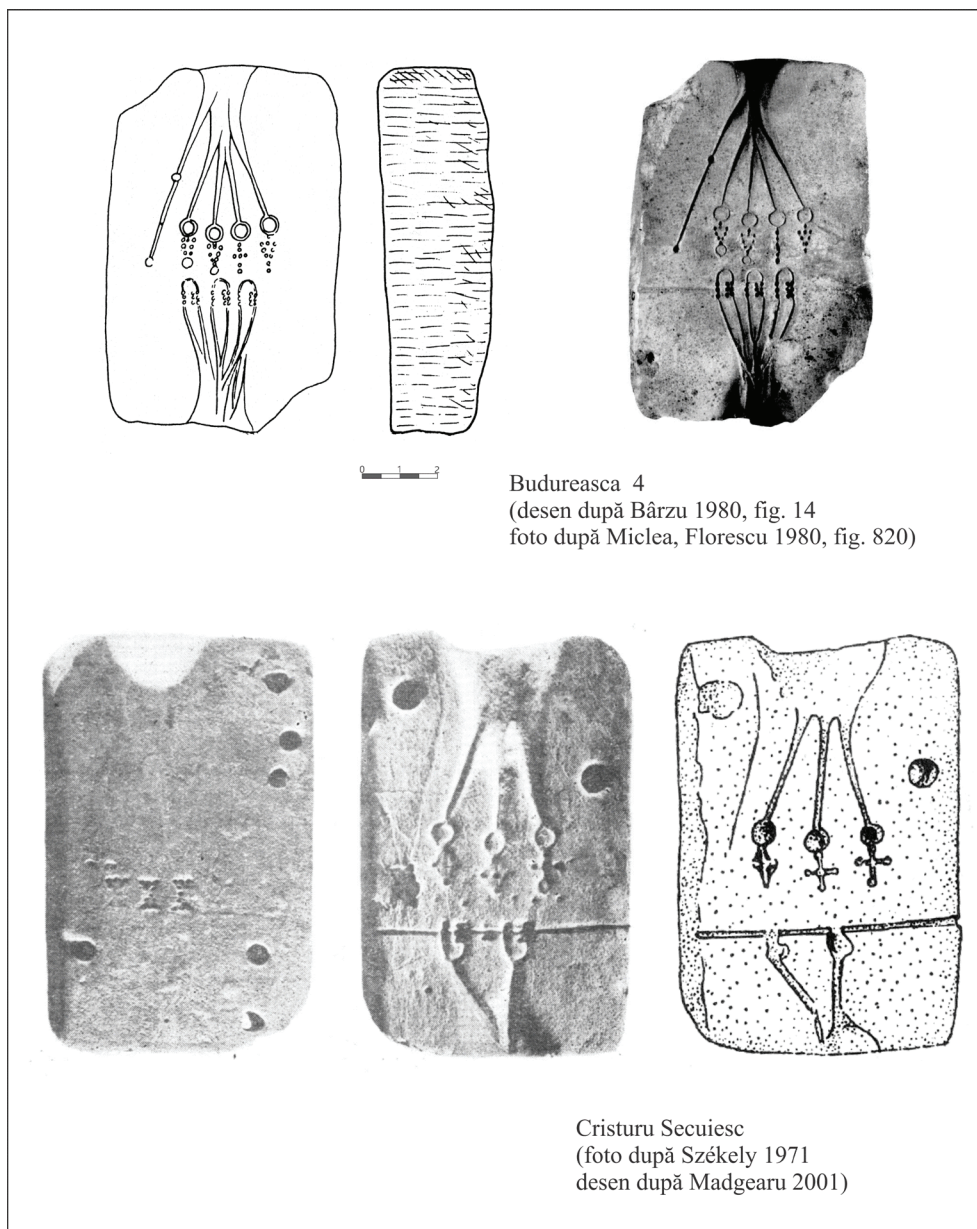 0 1 2
Budureasca 4
(desen după Bârzu 1980, fig. 14
foto după Miclea, Florescu 1980, fig. 820)
Cristuru Secuiesc
(foto după Székely 1971
desen după Madgearu 2001)